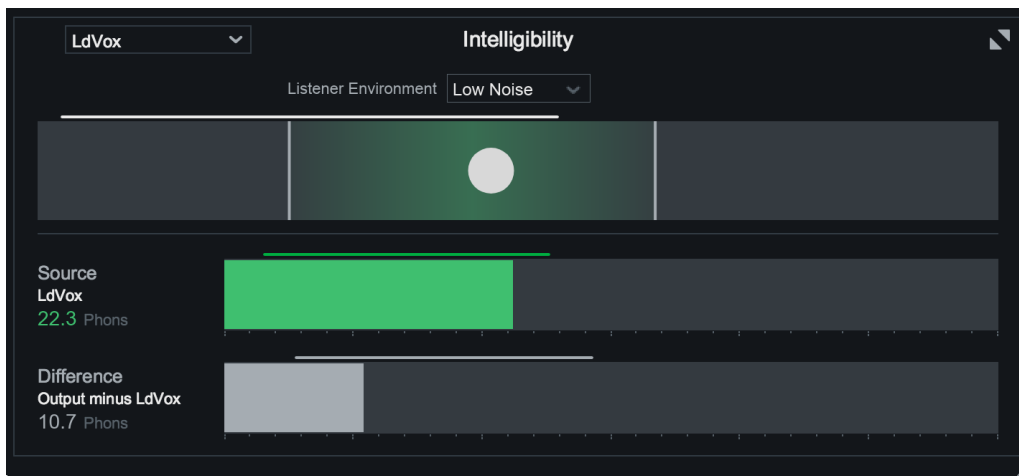 LdVox
Intelligibility
Listener Environment Low Noise
Source
LdVox
22.3 Phons
Difference
Output minus LdVox
10.7 Phons